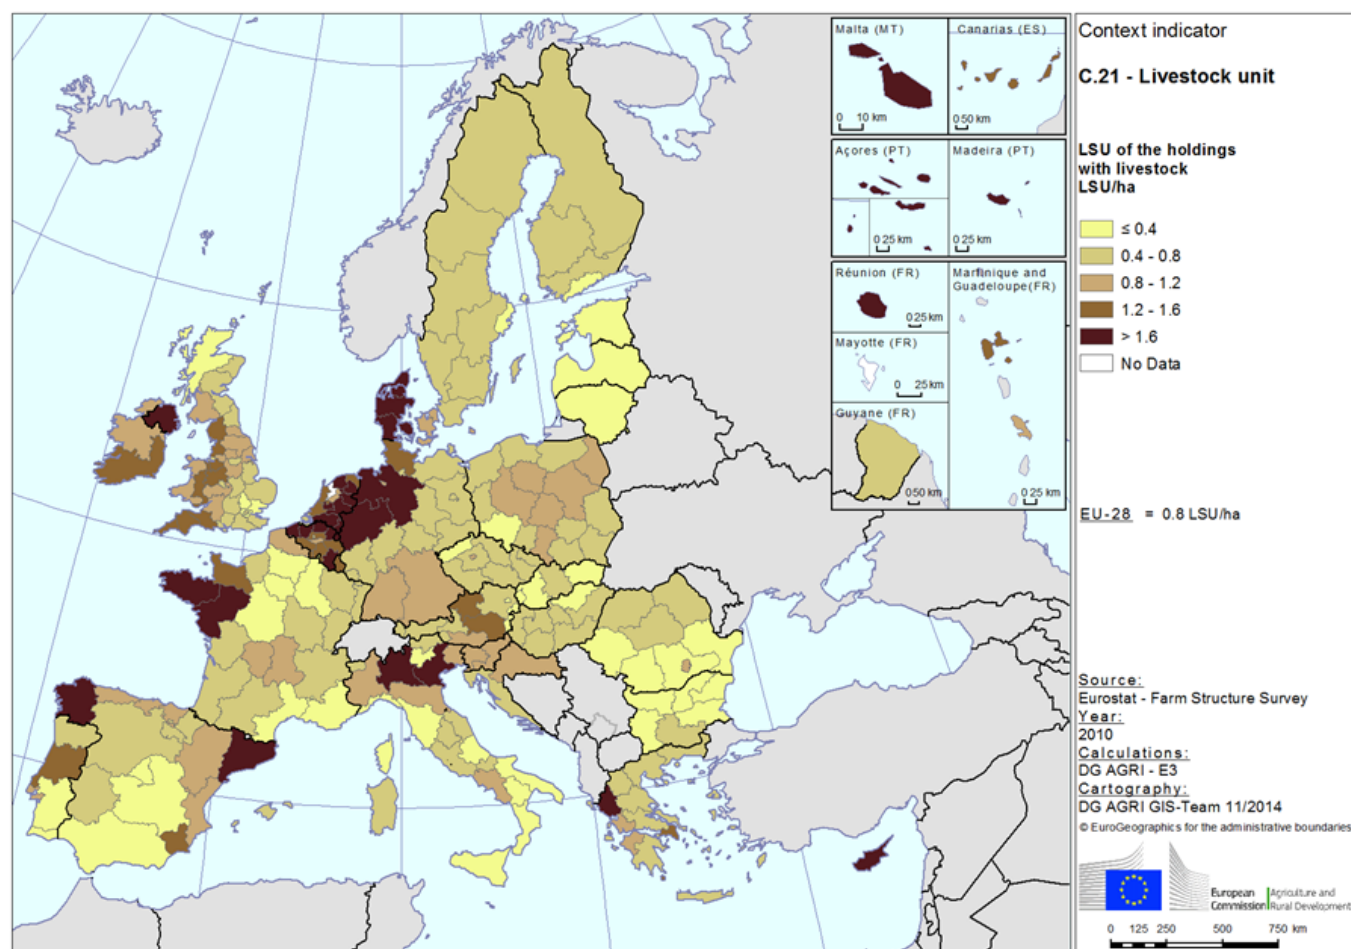 Malta (MT)
0 10 km
Canarias (ES)
0 50 km
Açores (PT)
0 25 km
Madeira (PT)
0 25 km
Réunion (FR)
0 25 km
Martinique and
Guadeloupe(FR)
Mayotte (FR)
0 25 km
Guyane (FR)
0 50 km
0 25 km
Context indicator
C.21 - Livestock unit
LSU of the holdings
with livestock
LSU/ha
≤ 0.4
0.4 - 0.8
0.8 - 1.2
1.2 - 1.6
> 1.6
No Data
EU-28 = 0.8 LSU/ha
Source:
Eurostat - Farm Structure Survey
Year:
2010
Calculations:
DG AGRI - E3
Cartography:
DG AGRI GIS-Team 11/2014
© EuroGeographics for the administrative boundaries
European
Commission
Agriculture and
Rural Development
0 125 250 500 750 km